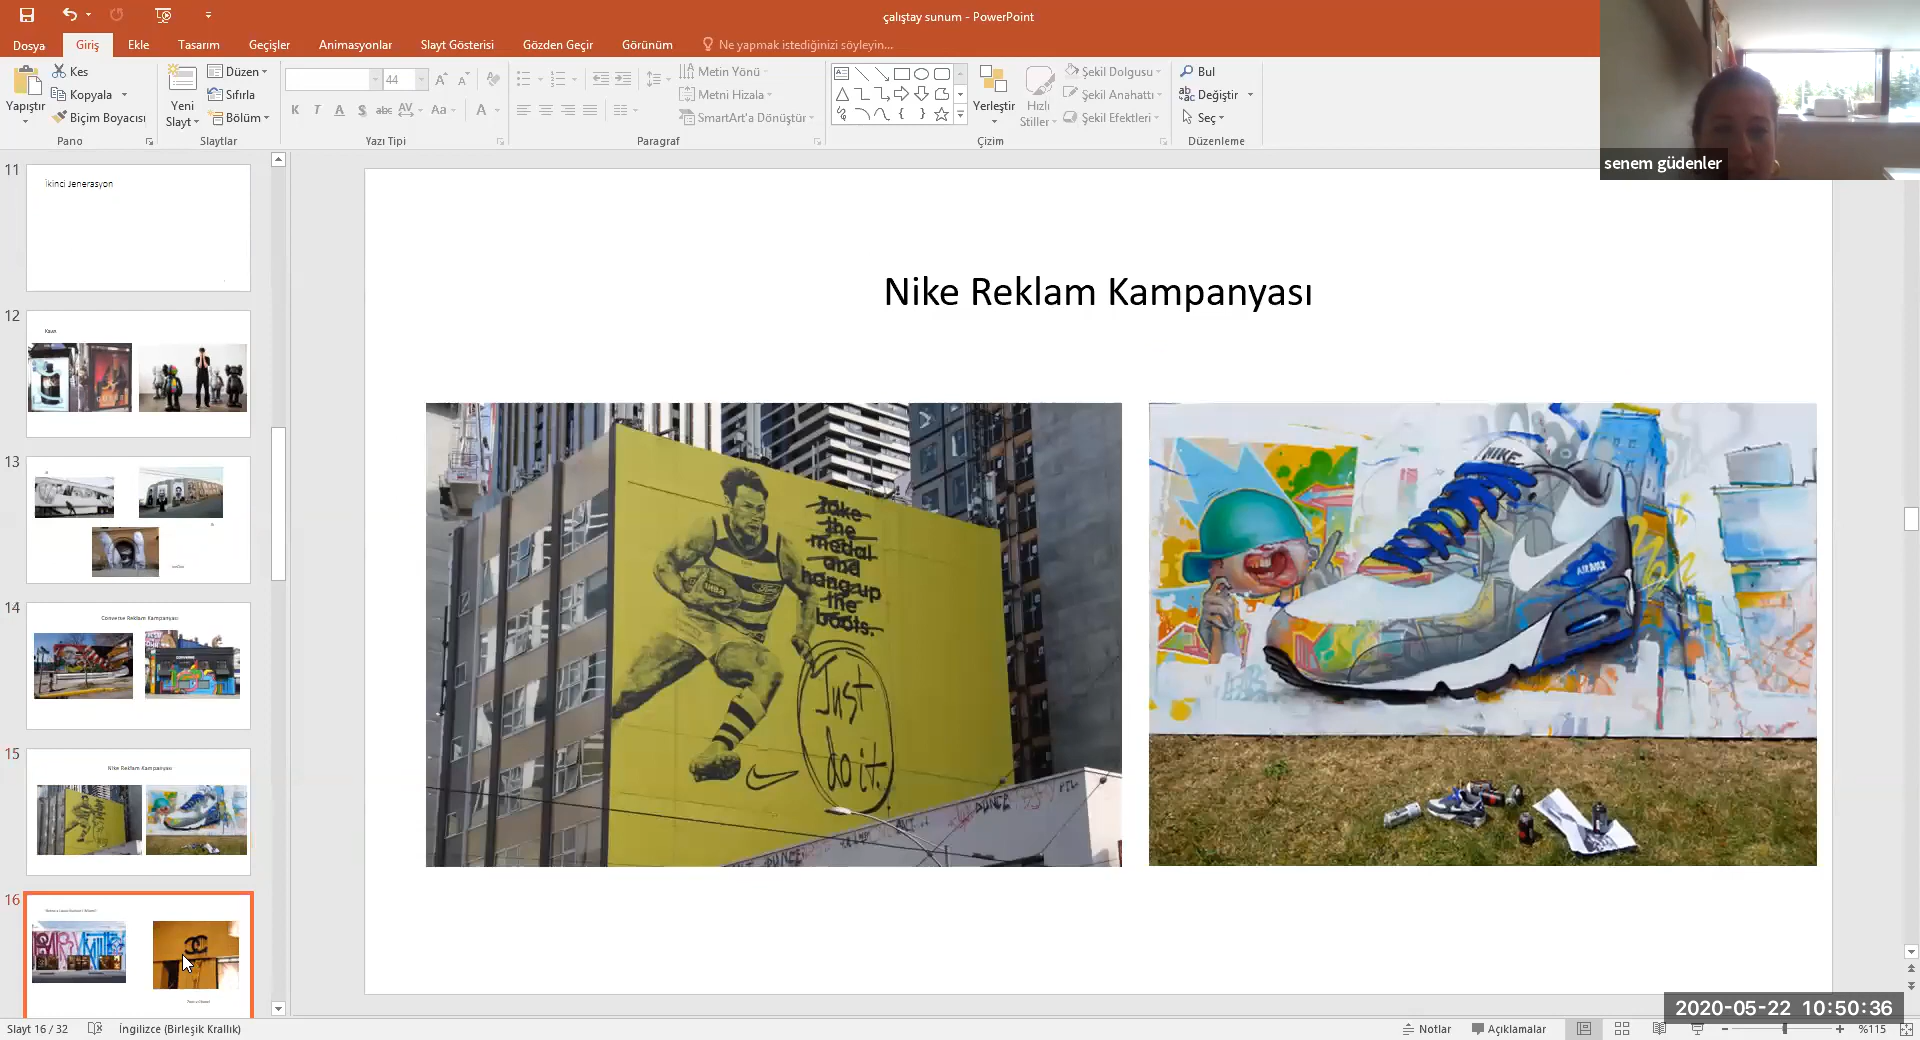 çalıştay sunum - PowerPoint
Dosya
Giriş
Ekle
Tasarım
Geçişler
Animasyonlar
Slayt Gösterisi
Gözden Geçir
Görünüm
Ne yapmak istediğinizi söyleyin...
Yapıştır
Kes
Kopyala
Biçim Boyacısı
Pano
Yeni
Slayt
Düzen
Sıfırla
Bölüm
Slaytlar
44
K T A S abc AV Aa A
Yazı Tipi
Metin Yönü
Metni Hizala
SmartArt'a Dönüştür
Paragraf
Yerleştir
Hızlı
Stiller
Şekil Dolgusu
Şekil Anahattı
Şekil Efektleri
Çizim
Bul
Değiştir
Seç
Düzenleme
senem güdenler
11
İkinci Jenerasyon
12
Kaws
13
14
Converse Reklam Kampanyası
15
Nike Reklam Kampanyası
16
Nike Reklam Kampanyası
Take
the
medal
and
hang up
the
boots.
Just
do it.
NIKE
AIR MAX
2020-05-22 10:50:36
Slayt 16 / 32
İngilizce (Birleşik Krallık)
Notlar
Açıklamalar
%115